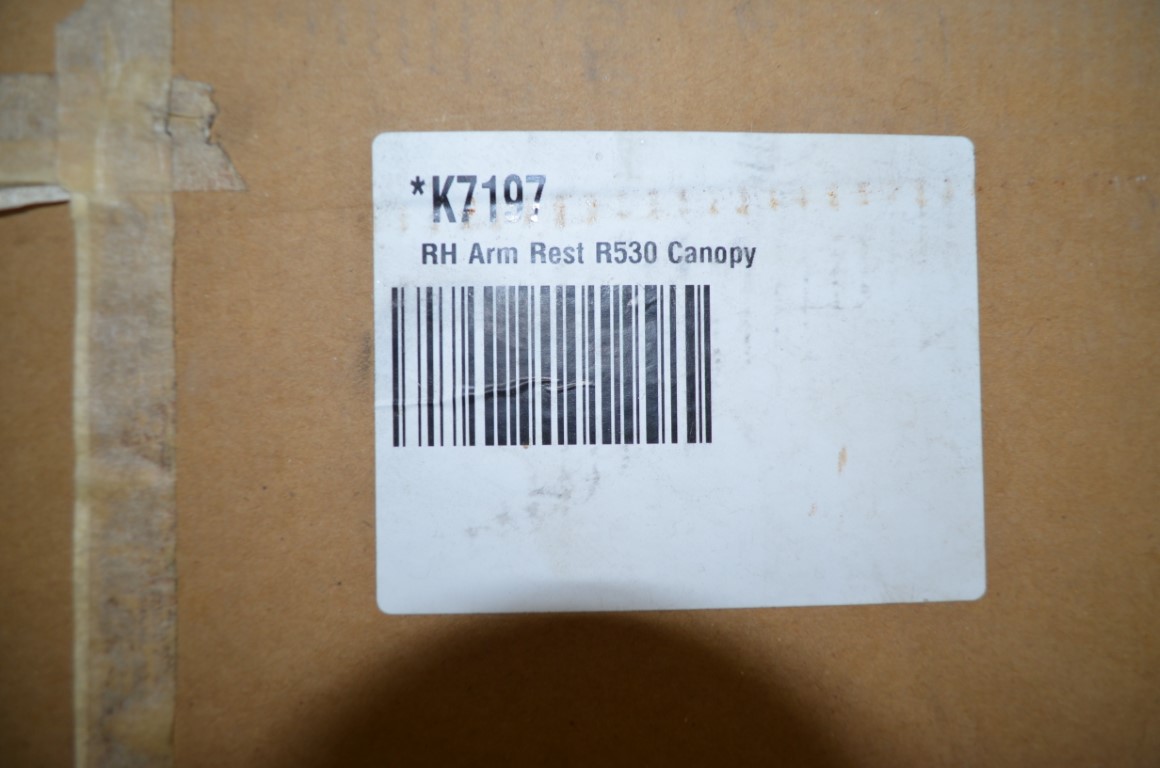 *K7197
RH Arm Rest R530 Canopy